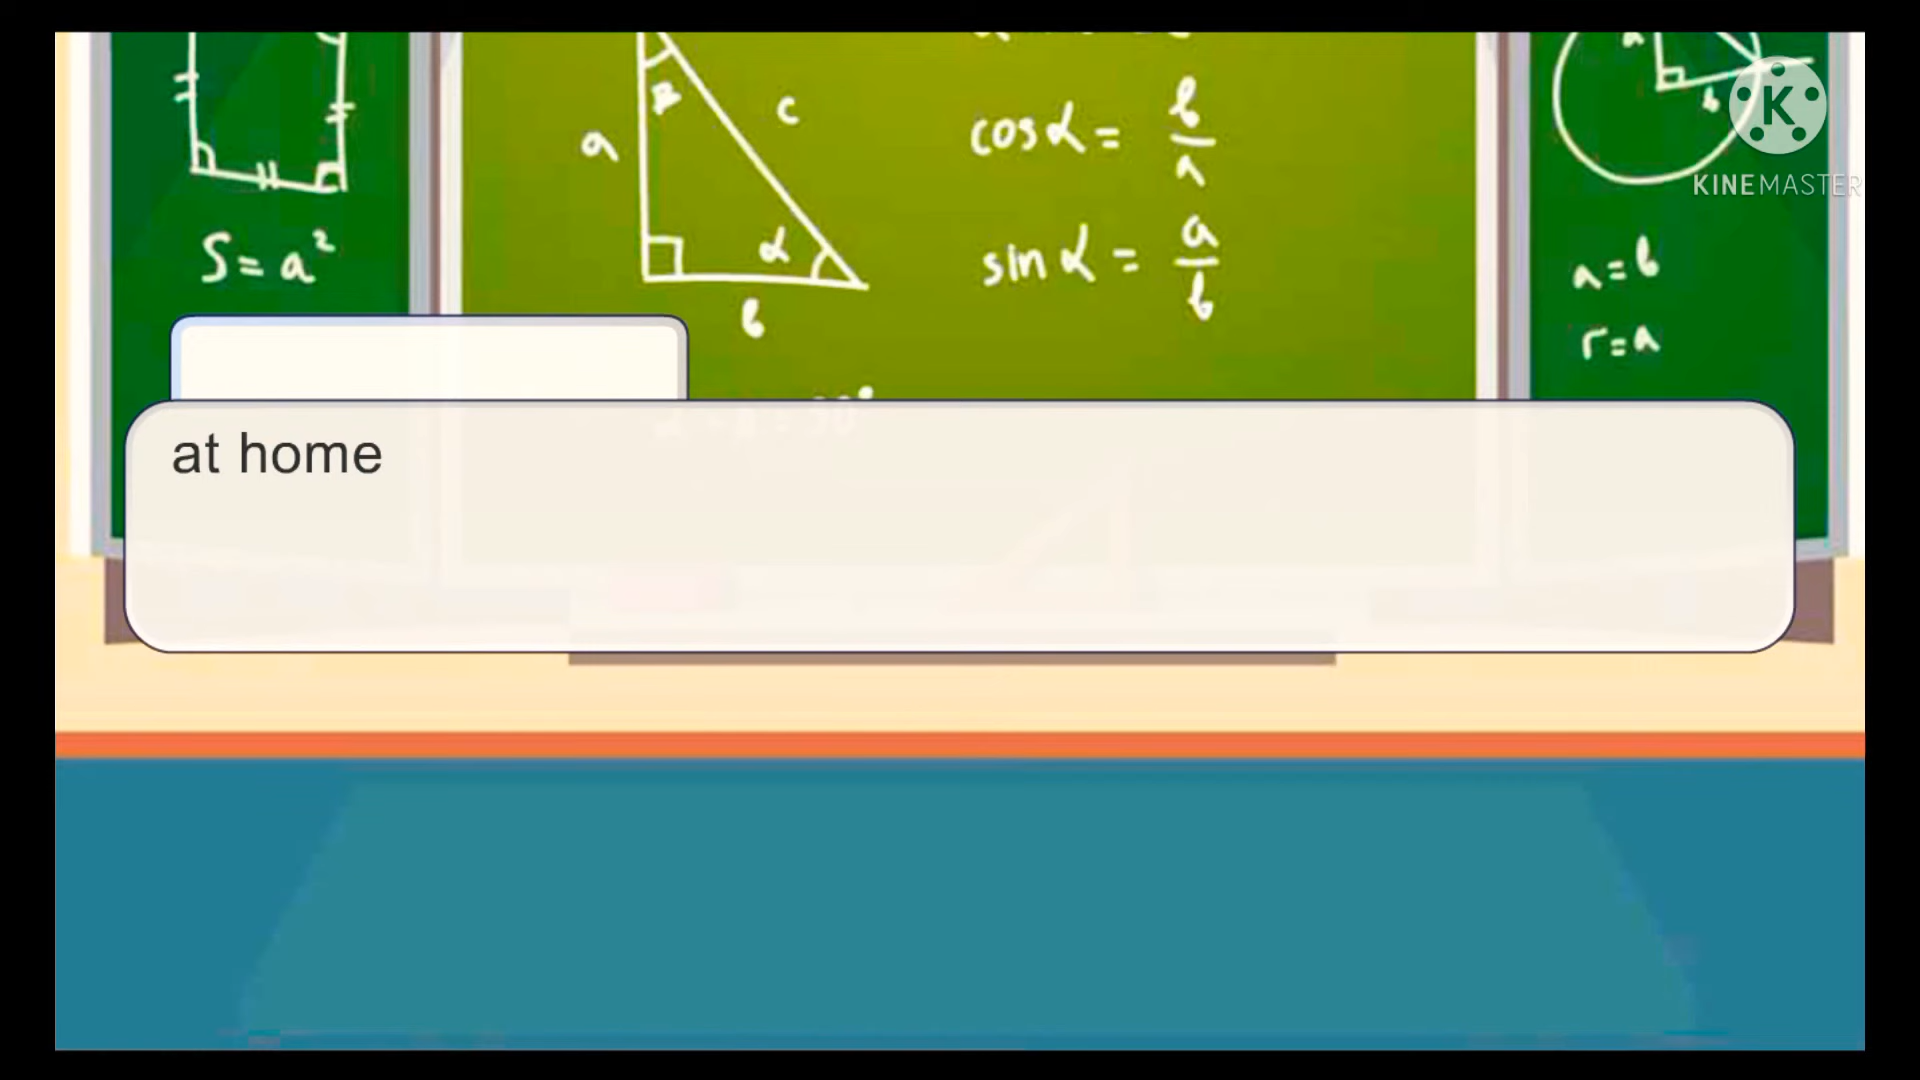 a
c
cos α = b/a
sin α = a/b
α
b
S = a²
a
b
a = b
r = a
KINEMASTER
at home